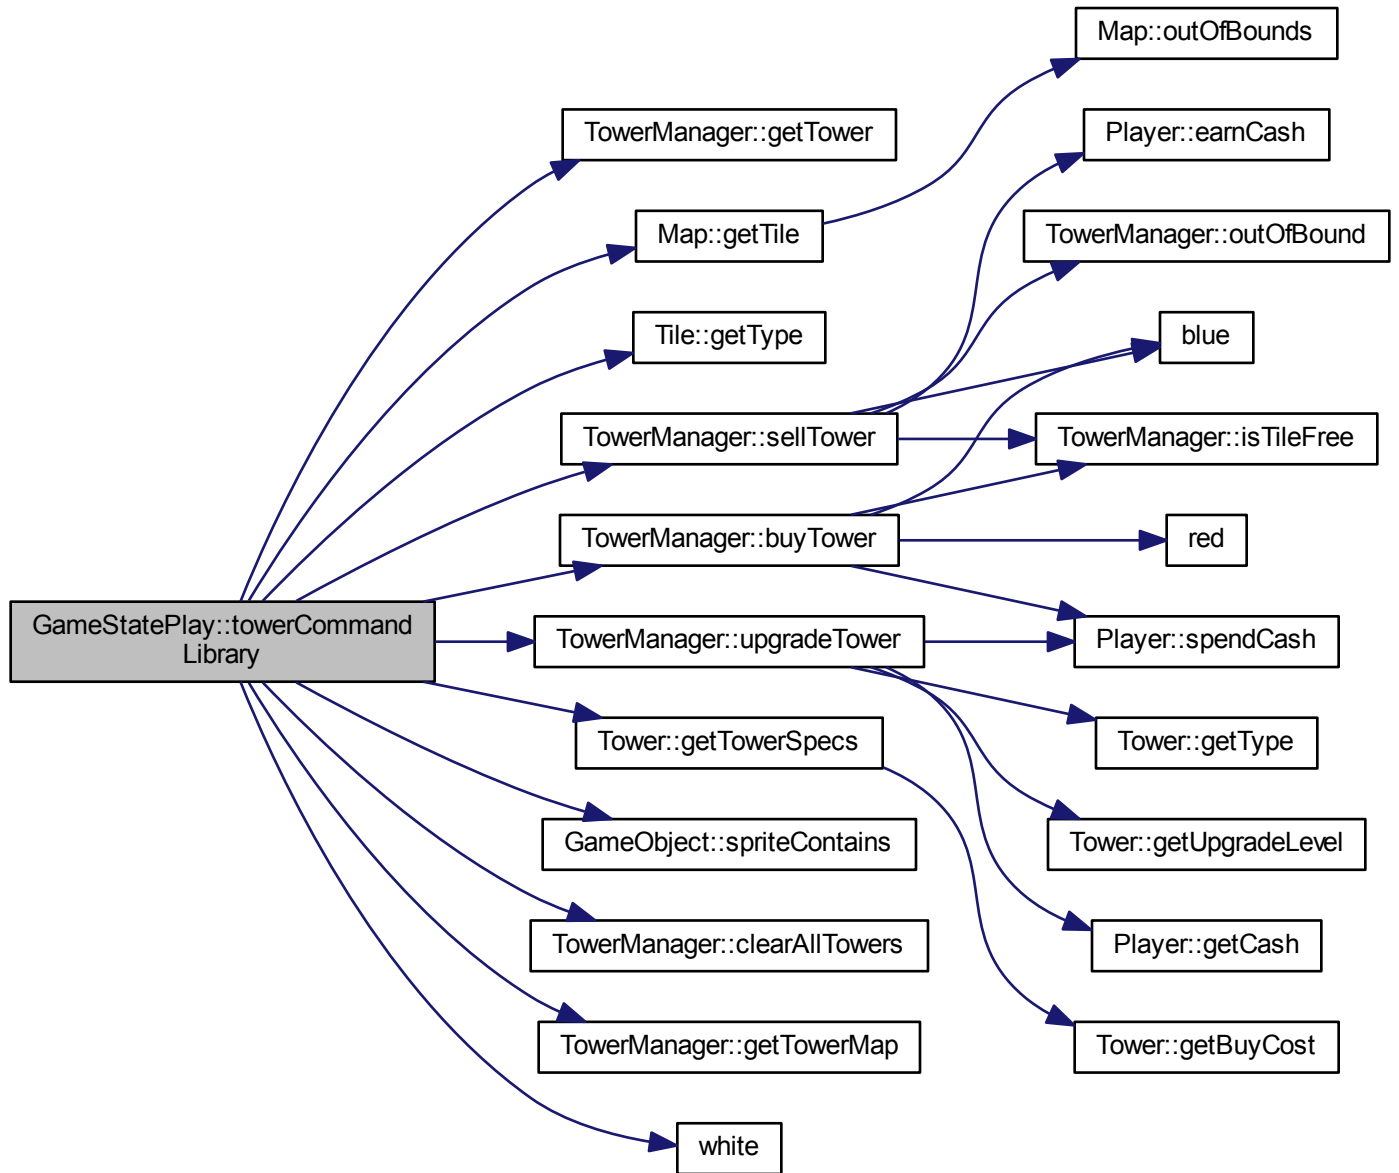 Map::outOfBounds
TowerManager::getTower
Player::earnCash
Map::getTile
TowerManager::outOfBound
Tile::getType
blue
TowerManager::sellTower
TowerManager::isTileFree
TowerManager::buyTower
red
GameStatePlay::towerCommand
Library
TowerManager::upgradeTower
Player::spendCash
Tower::getTowerSpecs
Tower::getType
GameObject::spriteContains
Tower::getUpgradeLevel
TowerManager::clearAllTowers
Player::getCash
TowerManager::getTowerMap
Tower::getBuyCost
white